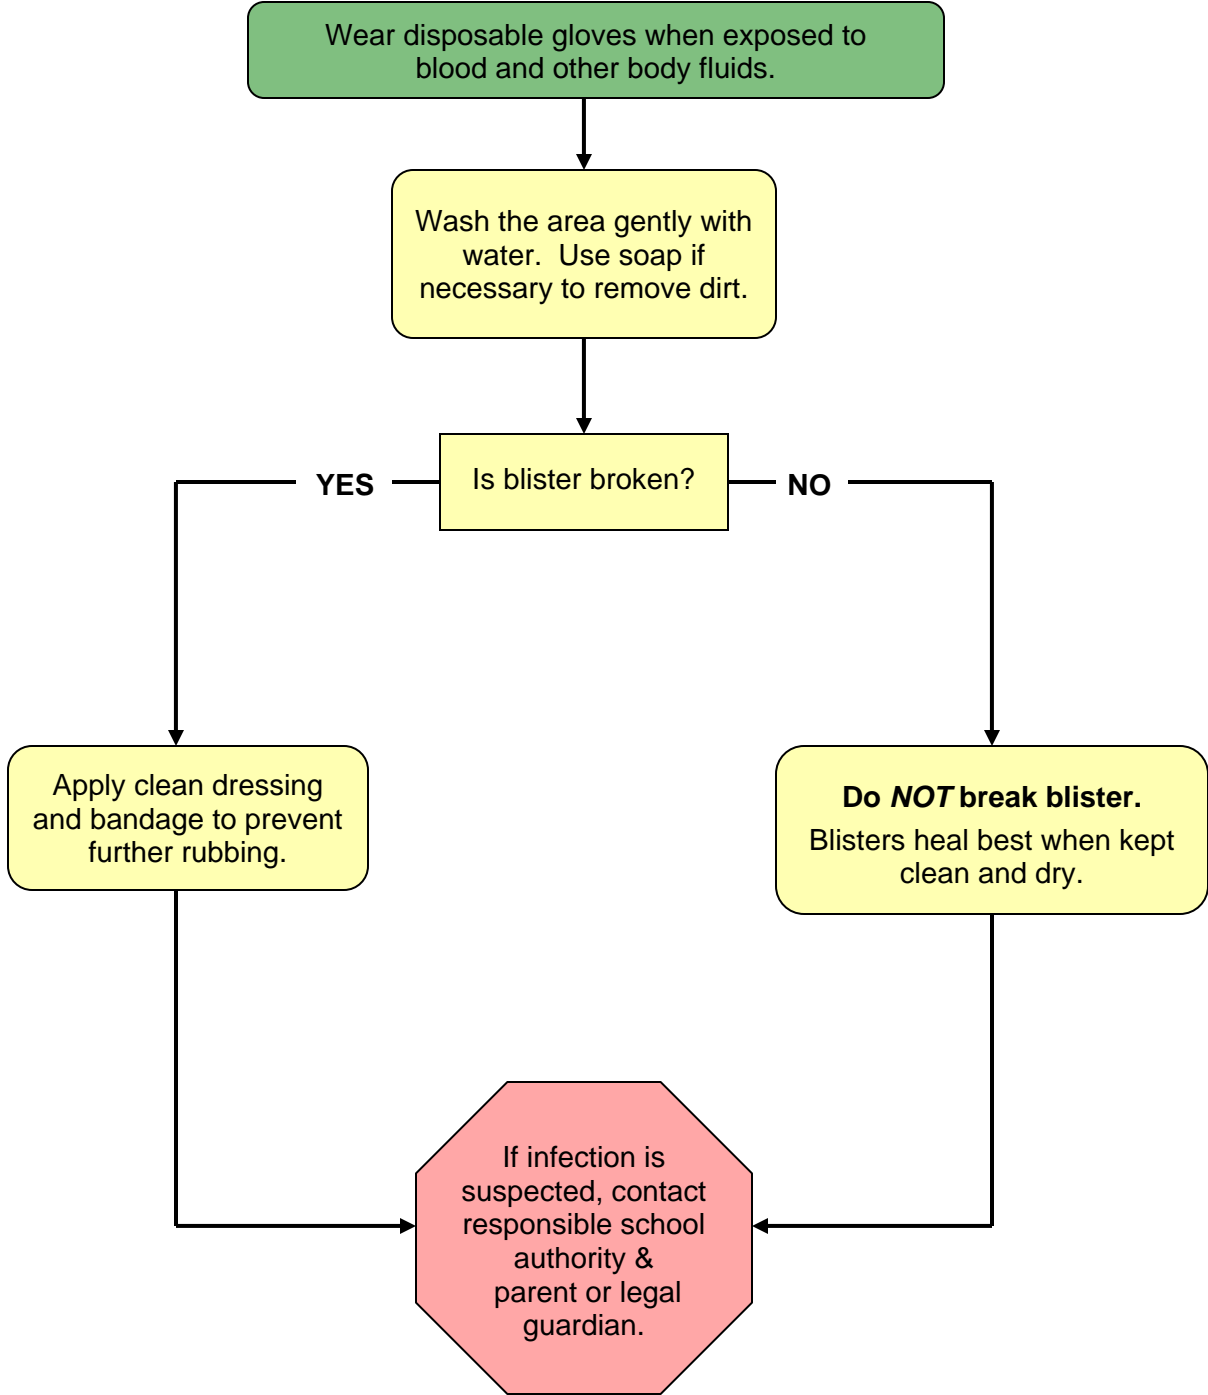 Wear disposable gloves when exposed to
blood and other body fluids.
Wash the area gently with
water.  Use soap if
necessary to remove dirt.
Is blister broken?
YES
NO
Apply clean dressing
and bandage to prevent
further rubbing.
Do NOT break blister.
Blisters heal best when kept
clean and dry.
If infection is
suspected, contact
responsible school
authority &
parent or legal
guardian.